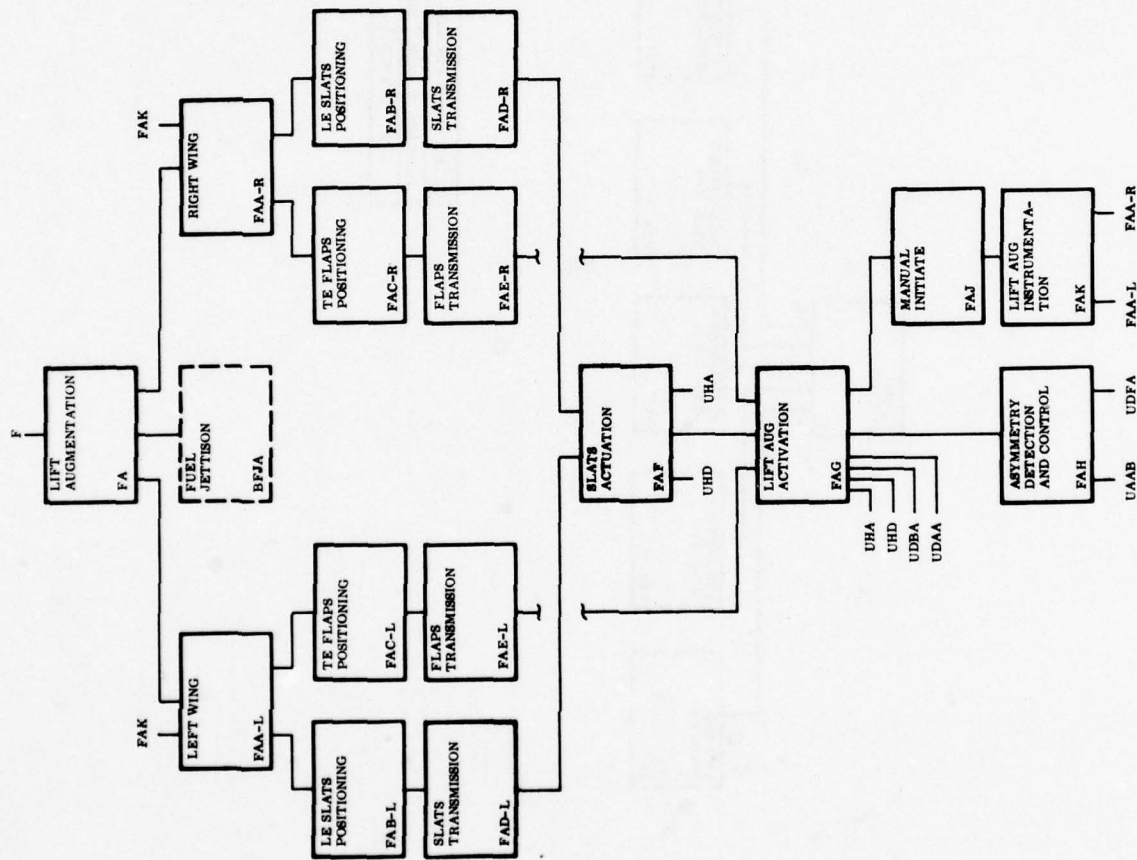 F
LIFT
AUGMENTATION
FA
FAK
LEFT WING
FAA-L
FUEL
JETTISON
BFJA
FAK
RIGHT WING
FAA-R
LE SLATS
POSITIONING
FAB-L
TE FLAPS
POSITIONING
FAC-L
TE FLAPS
POSITIONING
FAC-R
LE SLATS
POSITIONING
FAB-R
SLATS
TRANSMISSION
FAD-L
FLAPS
TRANSMISSION
FAE-L
FLAPS
TRANSMISSION
FAE-R
SLATS
TRANSMISSION
FAD-R
SLATS
ACTUATION
FAF
UHD
UHA
LIFT AUG
ACTIVATION
FAG
UHA
UHD
UDBA
UDAA
MANUAL
INITIATE
FAJ
ASYMMETRY
DETECTION
AND CONTROL
FAH
UAAB
UDFA
LIFT AUG
INSTRUMENTA-
TION
FAK
FAA-L
FAA-R